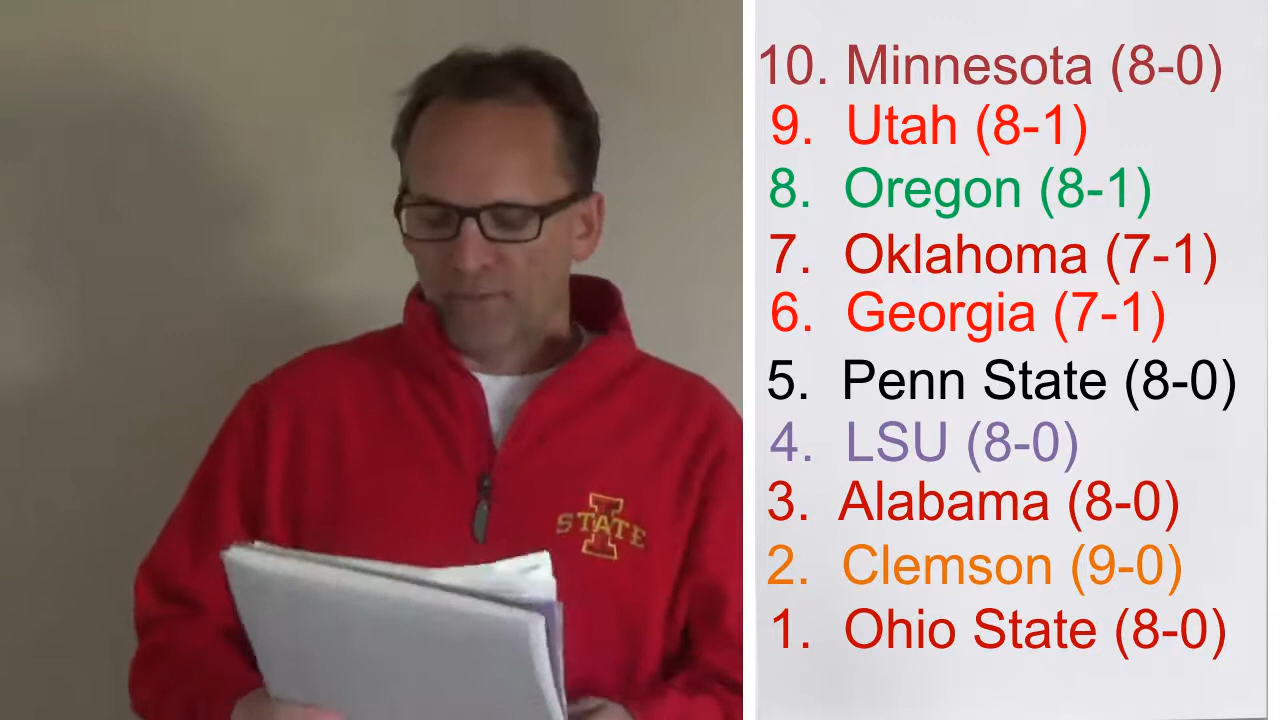 10. Minnesota (8-0)
9. Utah (8-1)
8. Oregon (8-1)
7. Oklahoma (7-1)
6. Georgia (7-1)
5. Penn State (8-0)
4. LSU (8-0)
3. Alabama (8-0)
2. Clemson (9-0)
1. Ohio State (8-0)
I STATE